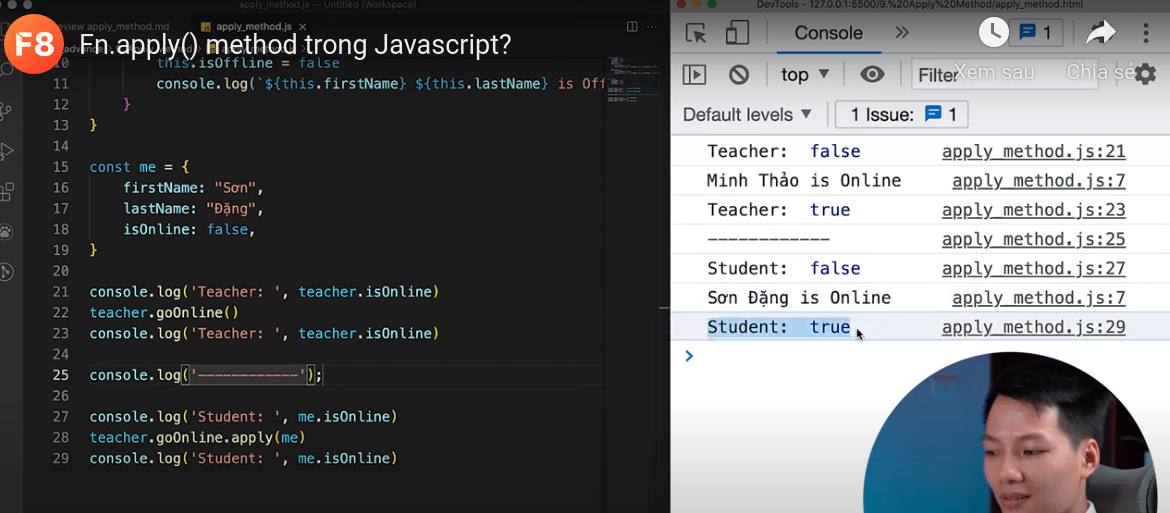 apply_method.js — Untitled (Workspace)
DevTools - 127.0.0.1:5500/9.%20Apply%20Method/apply_method.html
F8
Fn.apply() method trong Javascript?
apply_method.md
apply_method.js
Console
1
top
Filter
Xem sau
Chia sẻ
Default levels
1 Issue:
1
10 this.isOffline = false
11 console.log(`${this.firstName} ${this.lastName} is Off
12 }
13 }
14
15 const me = {
16 firstName: "Sơn",
17 lastName: "Đặng",
18 isOnline: false,
19 }
20
21 console.log('Teacher: ', teacher.isOnline)
22 teacher.goOnline()
23 console.log('Teacher: ', teacher.isOnline)
24
25 console.log('------------');
26
27 console.log('Student: ', me.isOnline)
28 teacher.goOnline.apply(me)
29 console.log('Student: ', me.isOnline)
Teacher: false apply_method.js:21
Minh Thảo is Online apply_method.js:7
Teacher: true apply_method.js:23
------------ apply_method.js:25
Student: false apply_method.js:27
Sơn Đặng is Online apply_method.js:7
Student: true apply_method.js:29